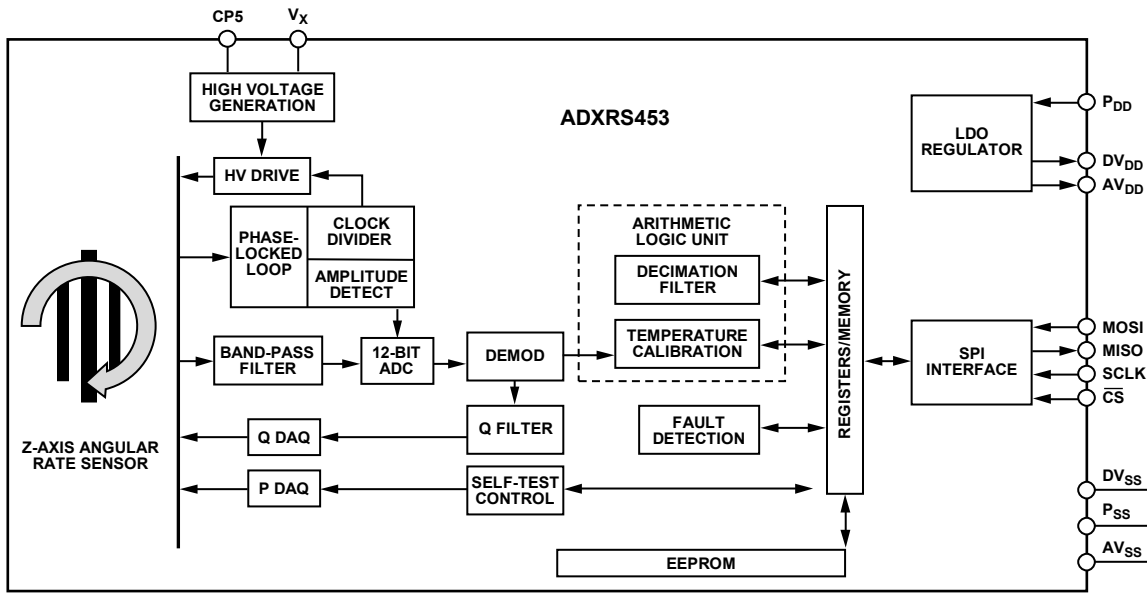 CP5
VX
HIGH VOLTAGE
GENERATION
ADXRS453
LDO
REGULATOR
PDD
DVDD
AVDD
HV DRIVE
PHASE-
LOCKED
LOOP
CLOCK
DIVIDER
AMPLITUDE
DETECT
ARITHMETIC
LOGIC UNIT
DECIMATION
FILTER
TEMPERATURE
CALIBRATION
BAND-PASS
FILTER
12-BIT
ADC
DEMOD
REGISTERS/MEMORY
SPI
INTERFACE
MOSI
MISO
SCLK
C̅S̅
Z-AXIS ANGULAR
RATE SENSOR
Q DAQ
Q FILTER
FAULT
DETECTION
P DAQ
SELF-TEST
CONTROL
EEPROM
DVSS
PSS
AVSS